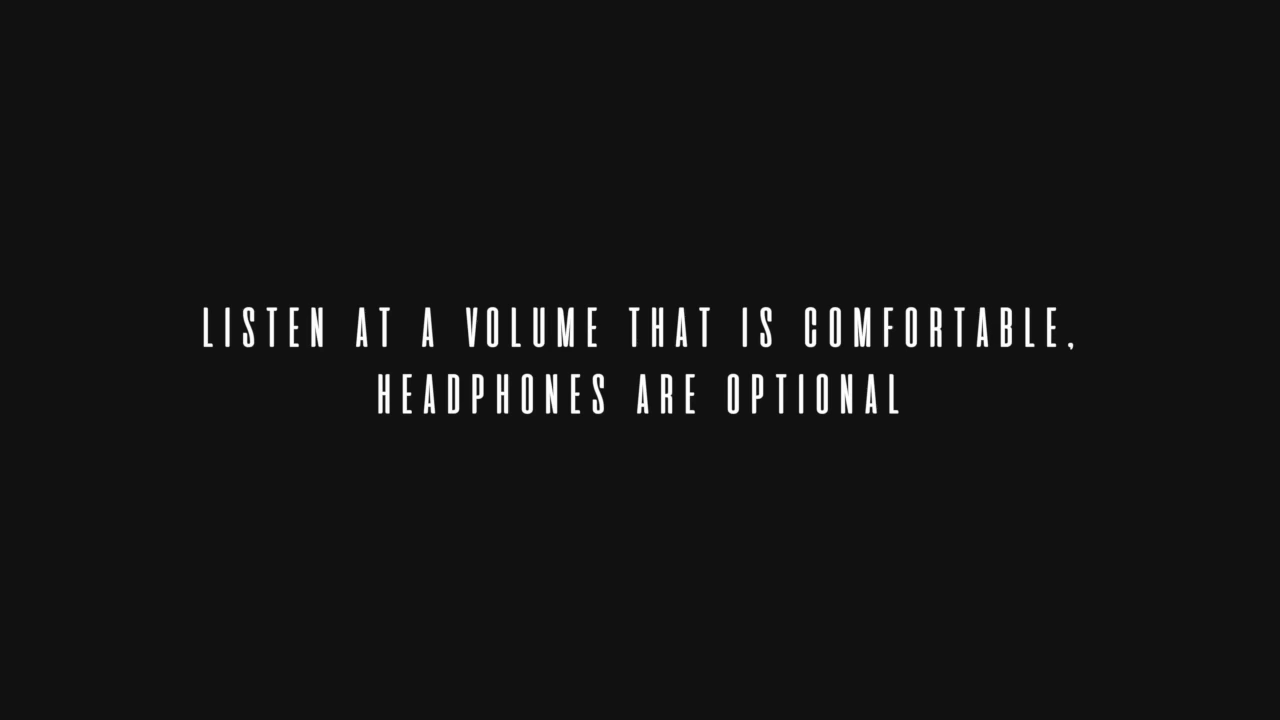 LISTEN AT A VOLUME THAT IS COMFORTABLE,
HEADPHONES ARE OPTIONAL